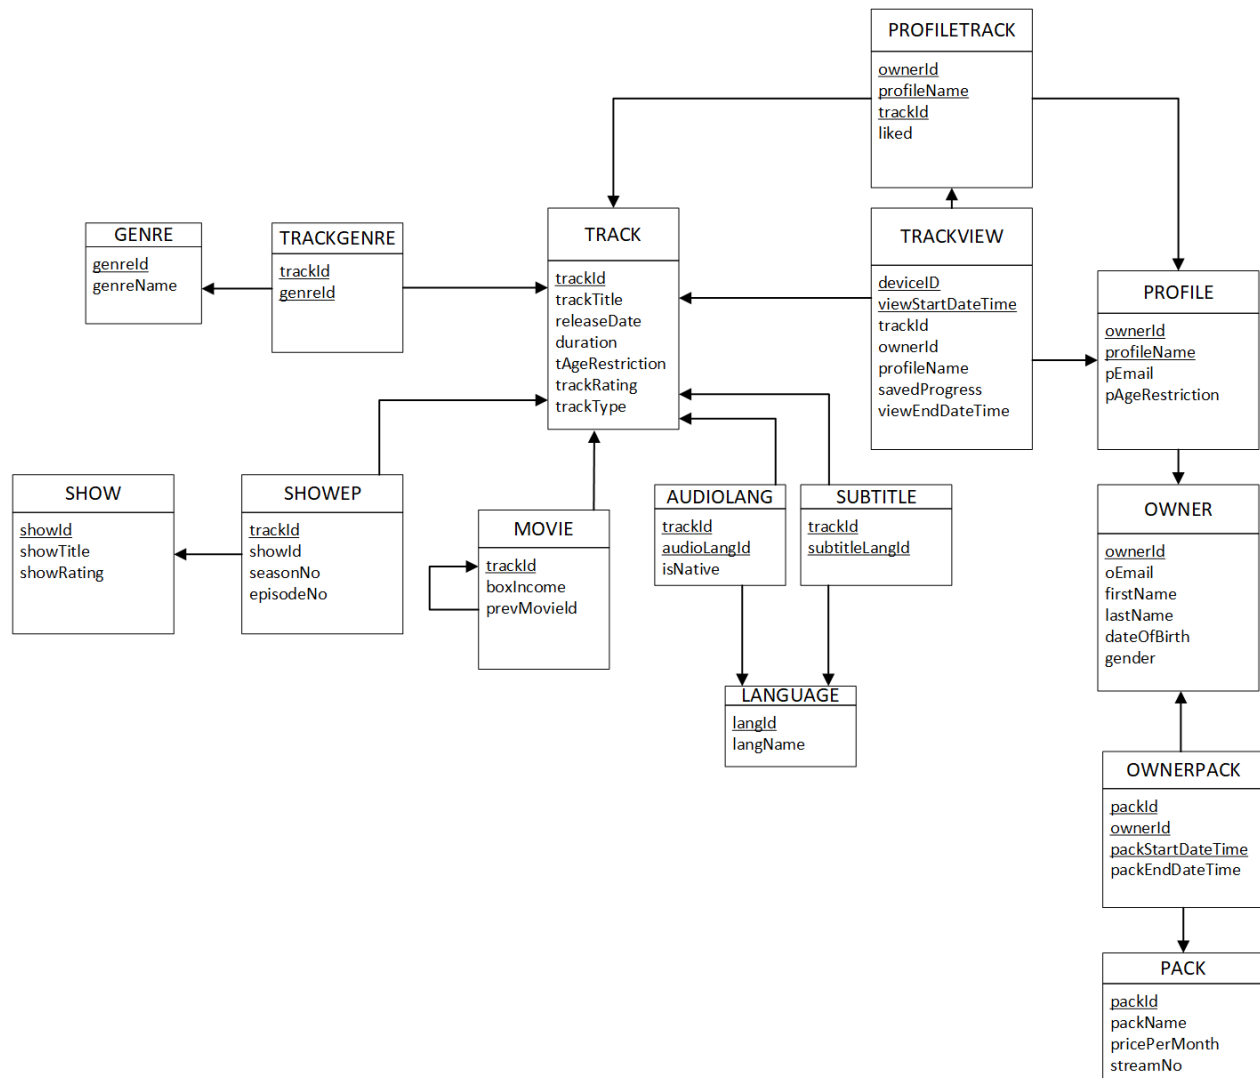 PROFILETRACK
ownerId
profileName
trackId
liked
GENRE
genreId
genreName
TRACKGENRE
trackId
genreId
TRACK
trackId
trackTitle
releaseDate
duration
tAgeRestriction
trackRating
trackType
TRACKVIEW
deviceID
viewStartDateTime
trackId
ownerId
profileName
savedProgress
viewEndDateTime
PROFILE
ownerId
profileName
pEmail
pAgeRestriction
SHOW
showId
showTitle
showRating
SHOWEP
trackId
showId
seasonNo
episodeNo
MOVIE
trackId
boxIncome
prevMovieId
AUDIOLANG
trackId
audioLangId
isNative
SUBTITLE
trackId
subtitleLangId
OWNER
ownerId
oEmail
firstName
lastName
dateOfBirth
gender
LANGUAGE
langId
langName
OWNERPACK
packId
ownerId
packStartDateTime
packEndDateTime
PACK
packId
packName
pricePerMonth
streamNo